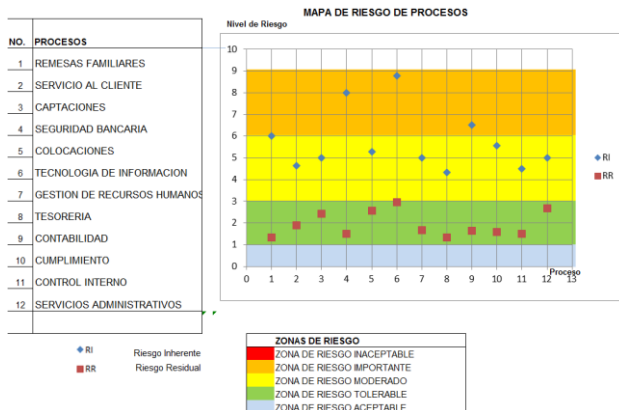 MAPA DE RIESGO DE PROCESOS
Nivel de Riesgo
NO. PROCESOS
1 REMESAS FAMILIARES
2 SERVICIO AL CLIENTE
3 CAPTACIONES
4 SEGURIDAD BANCARIA
5 COLOCACIONES
6 TECNOLOGIA DE INFORMACION
7 GESTION DE RECURSOS HUMANOS
8 TESORERIA
9 CONTABILIDAD
10 CUMPLIMIENTO
11 CONTROL INTERNO
12 SERVICIOS ADMINISTRATIVOS
10
9
8
7
6
5
4
3
2
1
0
0 1 2 3 4 5 6 7 8 9 10 11 12 13
Proceso
RI
RR
RI Riesgo Inherente
RR Riesgo Residual
ZONAS DE RIESGO
ZONA DE RIESGO INACEPTABLE
ZONA DE RIESGO IMPORTANTE
ZONA DE RIESGO MODERADO
ZONA DE RIESGO TOLERABLE
ZONA DE RIESGO ACEPTABLE